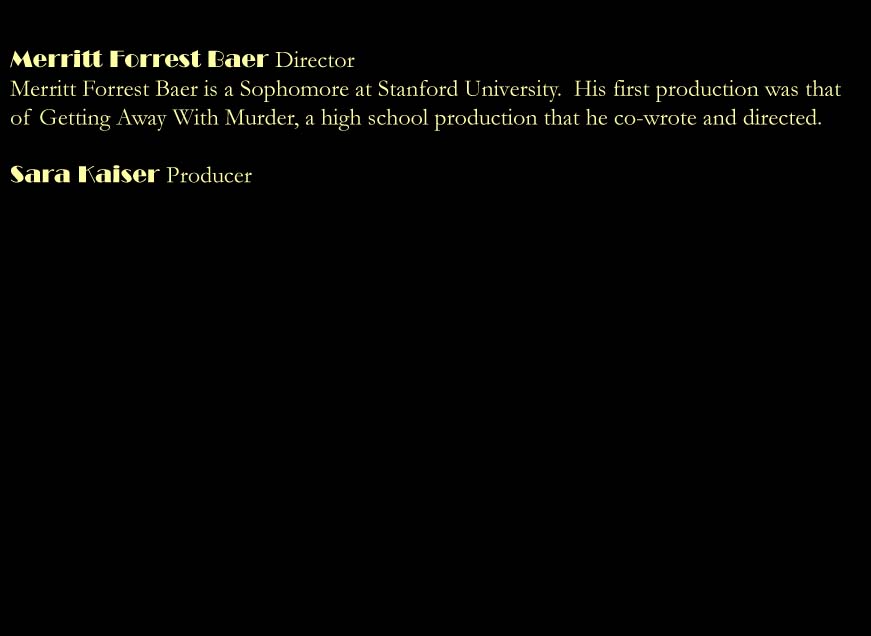 Merritt Forrest Baer Director
Merritt Forrest Baer is a Sophomore at Stanford University.  His first production was that
of Getting Away With Murder, a high school production that he co-wrote and directed.
Sara Kaiser Producer